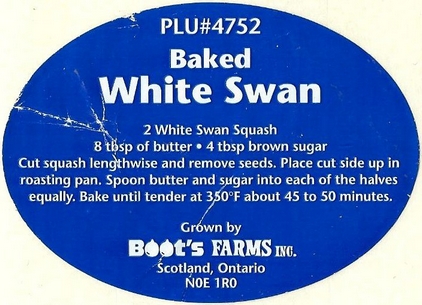 PLU#4752
Baked
White Swan
2 White Swan Squash
8 tbsp of butter • 4 tbsp brown sugar
Cut squash lengthwise and remove seeds. Place cut side up in
roasting pan. Spoon butter and sugar into each of the halves
equally. Bake until tender at 350°F about 45 to 50 minutes.
Grown by
BOOT'S FARMS INC.
Scotland, Ontario
N0E 1R0